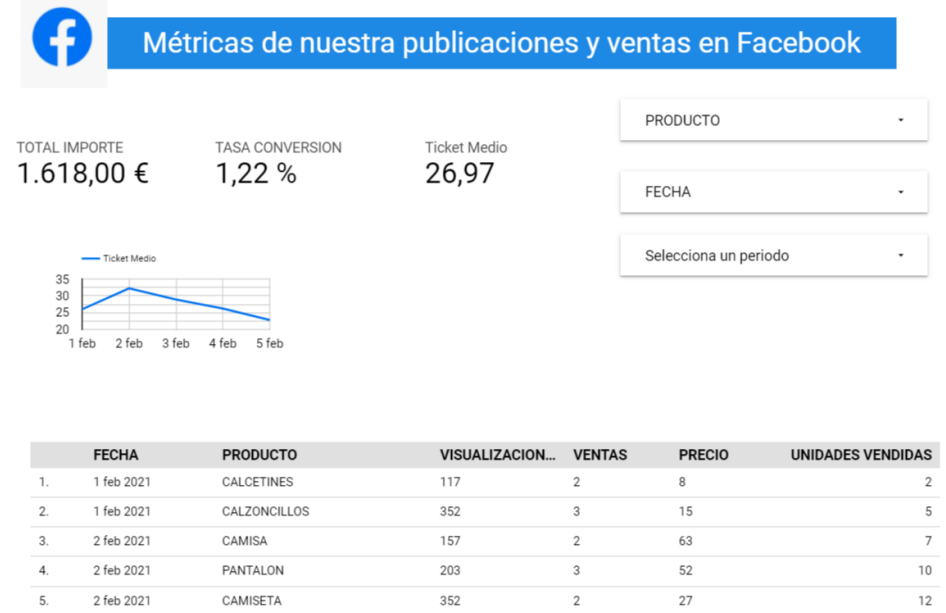 Métricas de nuestra publicaciones y ventas en Facebook
TOTAL IMPORTE
1.618,00 €
TASA CONVERSION
1,22 %
Ticket Medio
26,97
PRODUCTO
FECHA
Selecciona un periodo
Ticket Medio
35
30
25
20
1 feb 2 feb 3 feb 4 feb 5 feb
FECHA PRODUCTO VISUALIZACION... VENTAS PRECIO UNIDADES VENDIDAS
1. 1 feb 2021 CALCETINES 117 2 8 2
2. 1 feb 2021 CALZONCILLOS 352 3 15 5
3. 2 feb 2021 CAMISA 157 2 63 7
4. 2 feb 2021 PANTALON 203 3 52 10
5. 2 feb 2021 CAMISETA 352 2 27 12